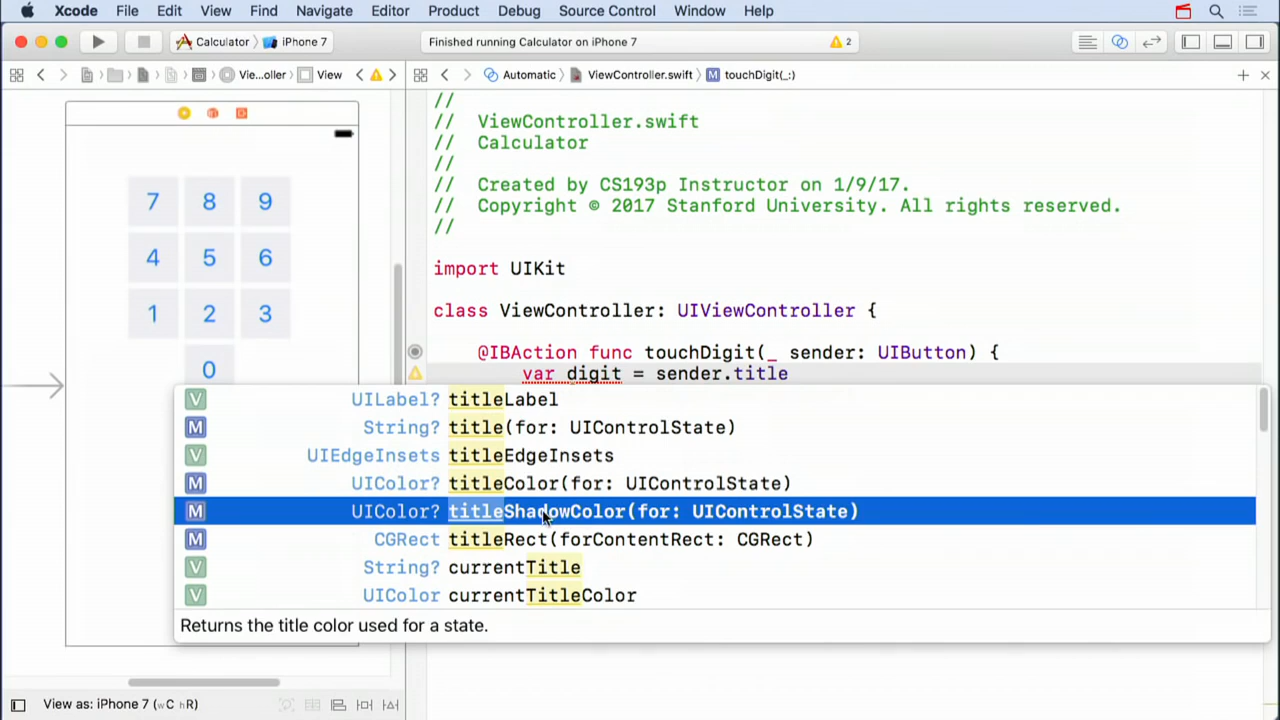 Xcode File Edit View Find Navigate Editor Product Debug Source Control Window Help
Calculator iPhone 7 Finished running Calculator on iPhone 7 2
Vie...oller View Automatic ViewController.swift M touchDigit(_:)
//
// ViewController.swift
// Calculator
//
// Created by CS193p Instructor on 1/9/17.
// Copyright © 2017 Stanford University. All rights reserved.
//
import UIKit
class ViewController: UIViewController {
@IBAction func touchDigit(_ sender: UIButton) {
var digit = sender.title
7 8 9
4 5 6
1 2 3
0
V UILabel? titleLabel
M String? title(for: UIControlState)
V UIEdgeInsets titleEdgeInsets
M UIColor? titleColor(for: UIControlState)
M UIColor? titleShadowColor(for: UIControlState)
M CGRect titleRect(forContentRect: CGRect)
V String? currentTitle
V UIColor currentTitleColor
Returns the title color used for a state.
View as: iPhone 7 (wC hR)